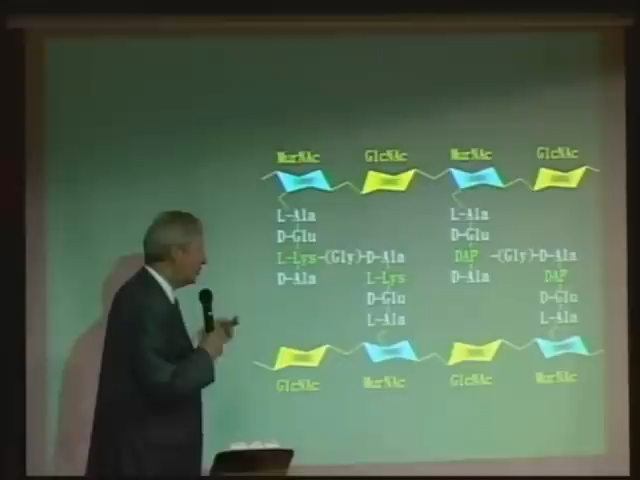 MurNAc GlcNAc MurNAc GlcNAc
L-Ala L-Ala
D-Glu D-Glu
L-Lys-(Gly)-D-Ala DAP -(Gly)-D-Ala
D-Ala L-Lys D-Ala DAP
D-Glu D-Glu
L-Ala L-Ala
GlcNAc MurNAc GlcNAc MurNAc